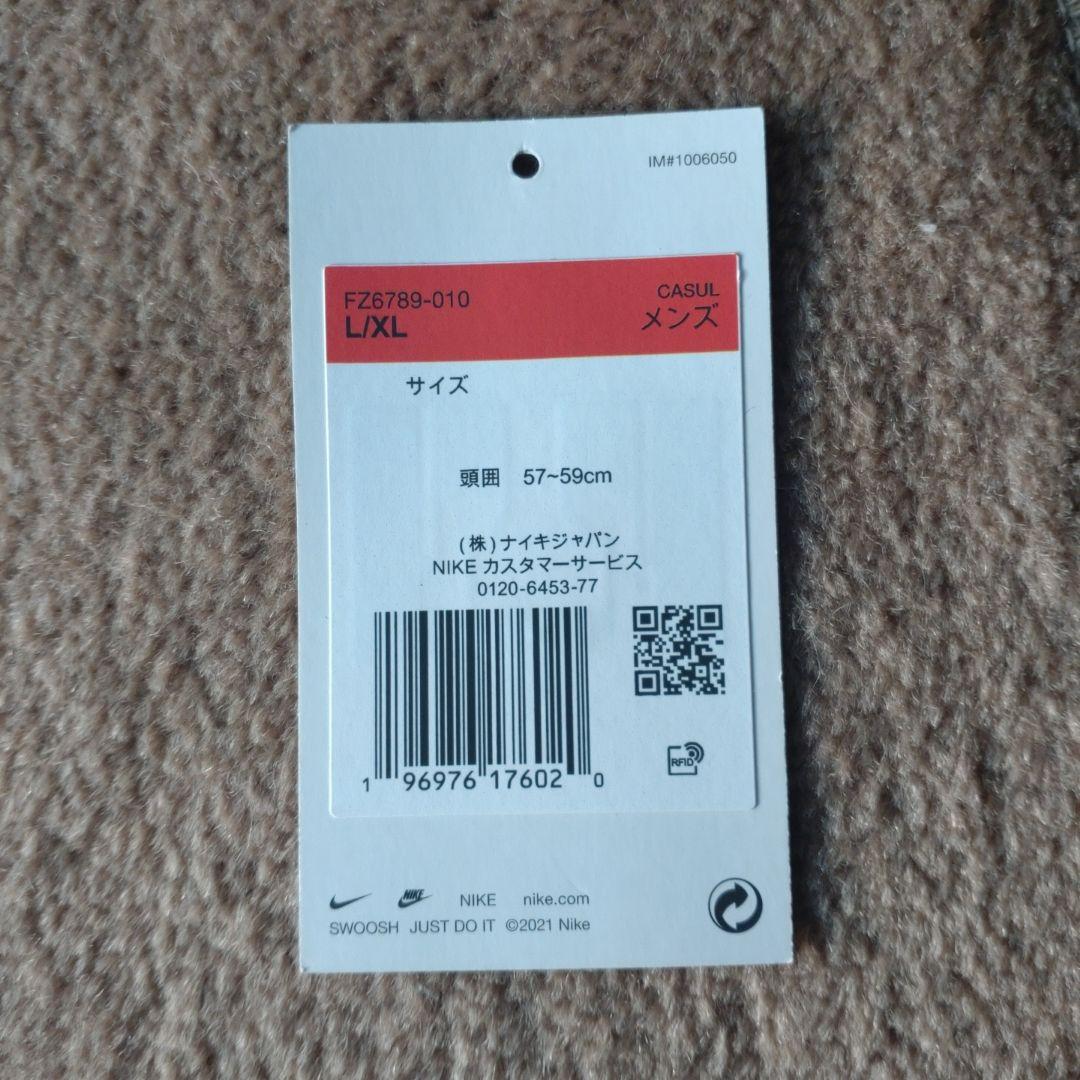 IM#1006050
FZ6789-010
L/XL
CASUL
メンズ
サイズ
頭囲 57~59cm
(株)ナイキジャパン
NIKE カスタマーサービス
0120-6453-77
1 96976 17602 0
RFID
NIKE
NIKE nike.com
SWOOSH JUST DO IT ©2021 Nike